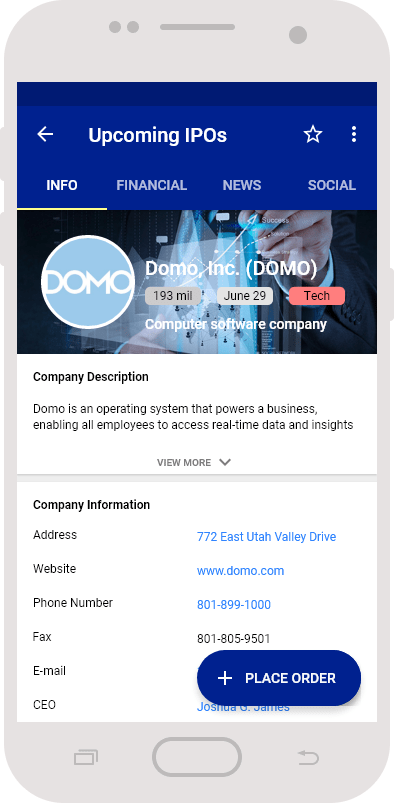 Upcoming IPOs
INFO FINANCIAL NEWS SOCIAL
Success
DOMO
Domo, Inc. (DOMO)
193 mil June 29 Tech
Computer software company
Company Description
Domo is an operating system that powers a business,
enabling all employees to access real-time data and insights
VIEW MORE
Company Information
Address 772 East Utah Valley Drive
Website www.domo.com
Phone Number 801-899-1000
Fax 801-805-9501
E-mail
+ PLACE ORDER
CEO Joshua G. James